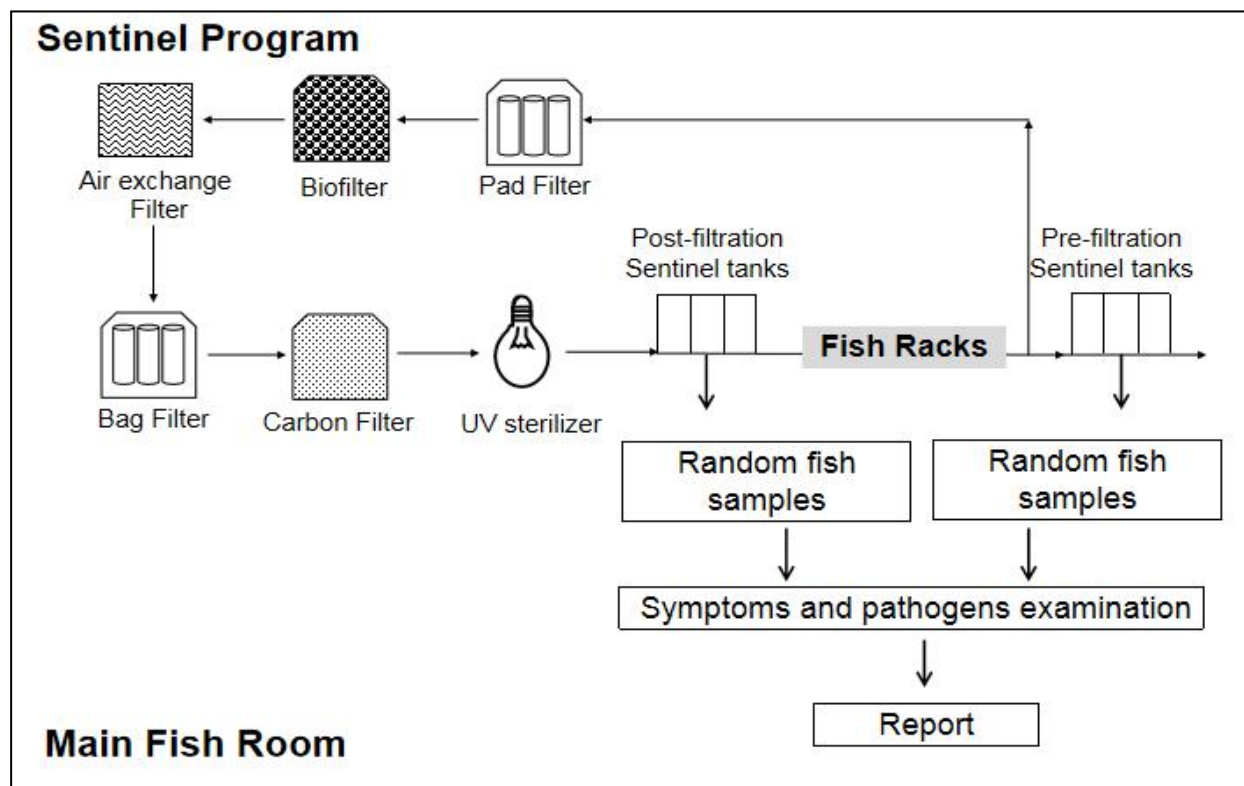 Sentinel Program
Air exchange
Filter
Biofilter
Pad Filter
Post-filtration
Sentinel tanks
Pre-filtration
Sentinel tanks
Bag Filter
Carbon Filter
UV sterilizer
Fish Racks
Random fish
samples
Random fish
samples
Symptoms and pathogens examination
Report
Main Fish Room